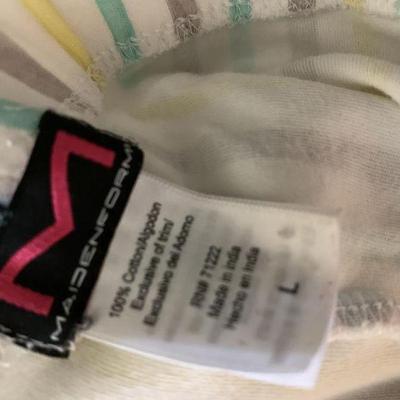 M
MAIDENFORM
100% Cotton/Algodon
Exclusive of trim/
Exclusivo del Adorno
RN# 71222
Made in India
Hecho en India
L